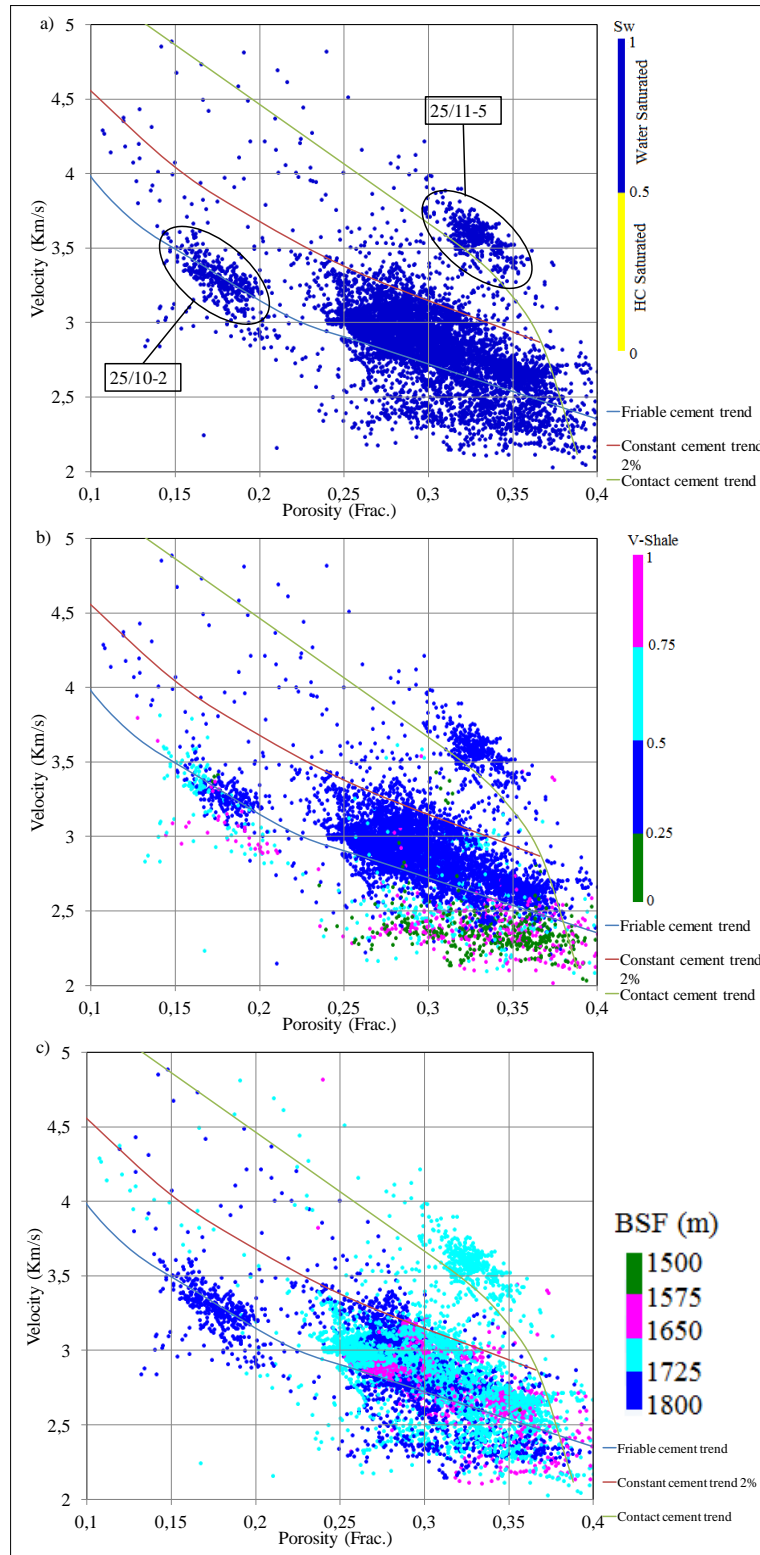 a)
5
4,5
4
3,5
3
2,5
2
Velocity (Km/s)
0,1
0,15
0,2
0,25
0,3
0,35
0,4
Porosity (Frac.)
25/11-5
25/10-2
Sw
1
Water Saturated
0.5
HC Saturated
0
Friable cement trend
Constant cement trend
2%
Contact cement trend
b)
5
4,5
4
3,5
3
2,5
2
Velocity (Km/s)
0,1
0,15
0,2
0,25
0,3
0,35
0,4
Porosity (Frac.)
V-Shale
1
0.75
0.5
0.25
0
Friable cement trend
Constant cement trend
2%
Contact cement trend
c)
5
4,5
4
3,5
3
2,5
2
Velocity (Km/s)
0,1
0,15
0,2
0,25
0,3
0,35
0,4
Porosity (Frac.)
BSF (m)
1500
1575
1650
1725
1800
Friable cement trend
Constant cement trend 2%
Contact cement trend